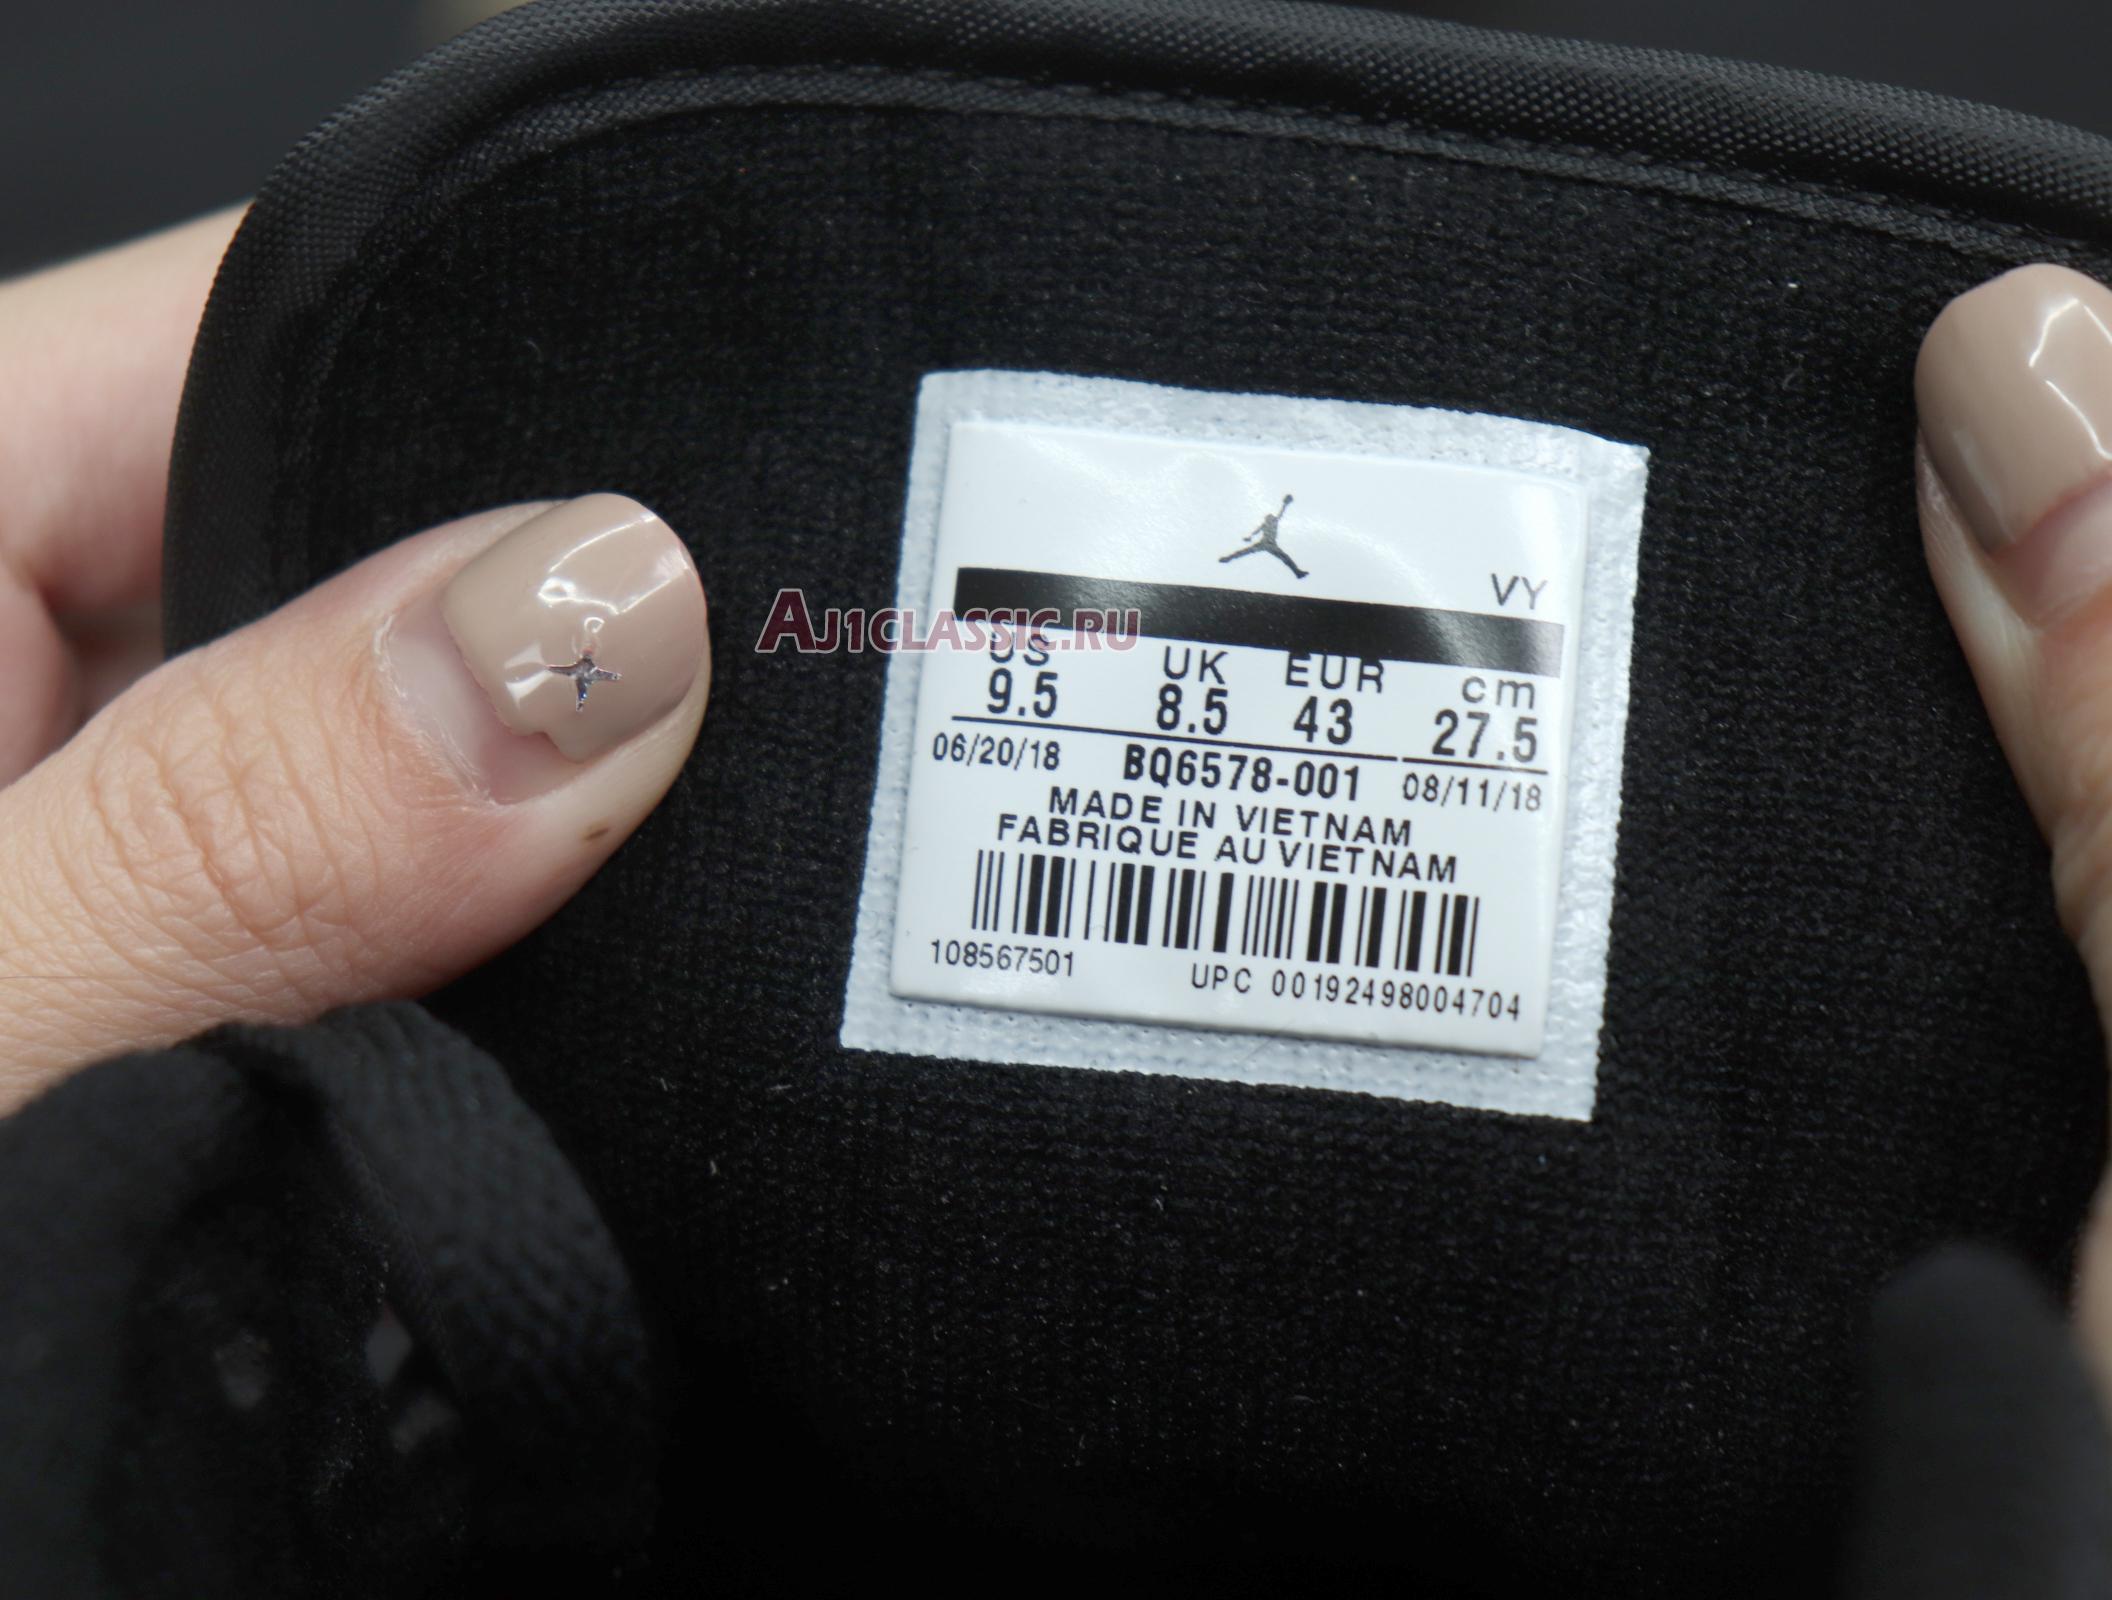 VY
AJ1CLASSIC.RU
US UK EUR cm
9.5 8.5 43 27.5
06/20/18 BQ6578-001 08/11/18
MADE IN VIETNAM
FABRIQUE AU VIETNAM
108567501 UPC 00192498004704